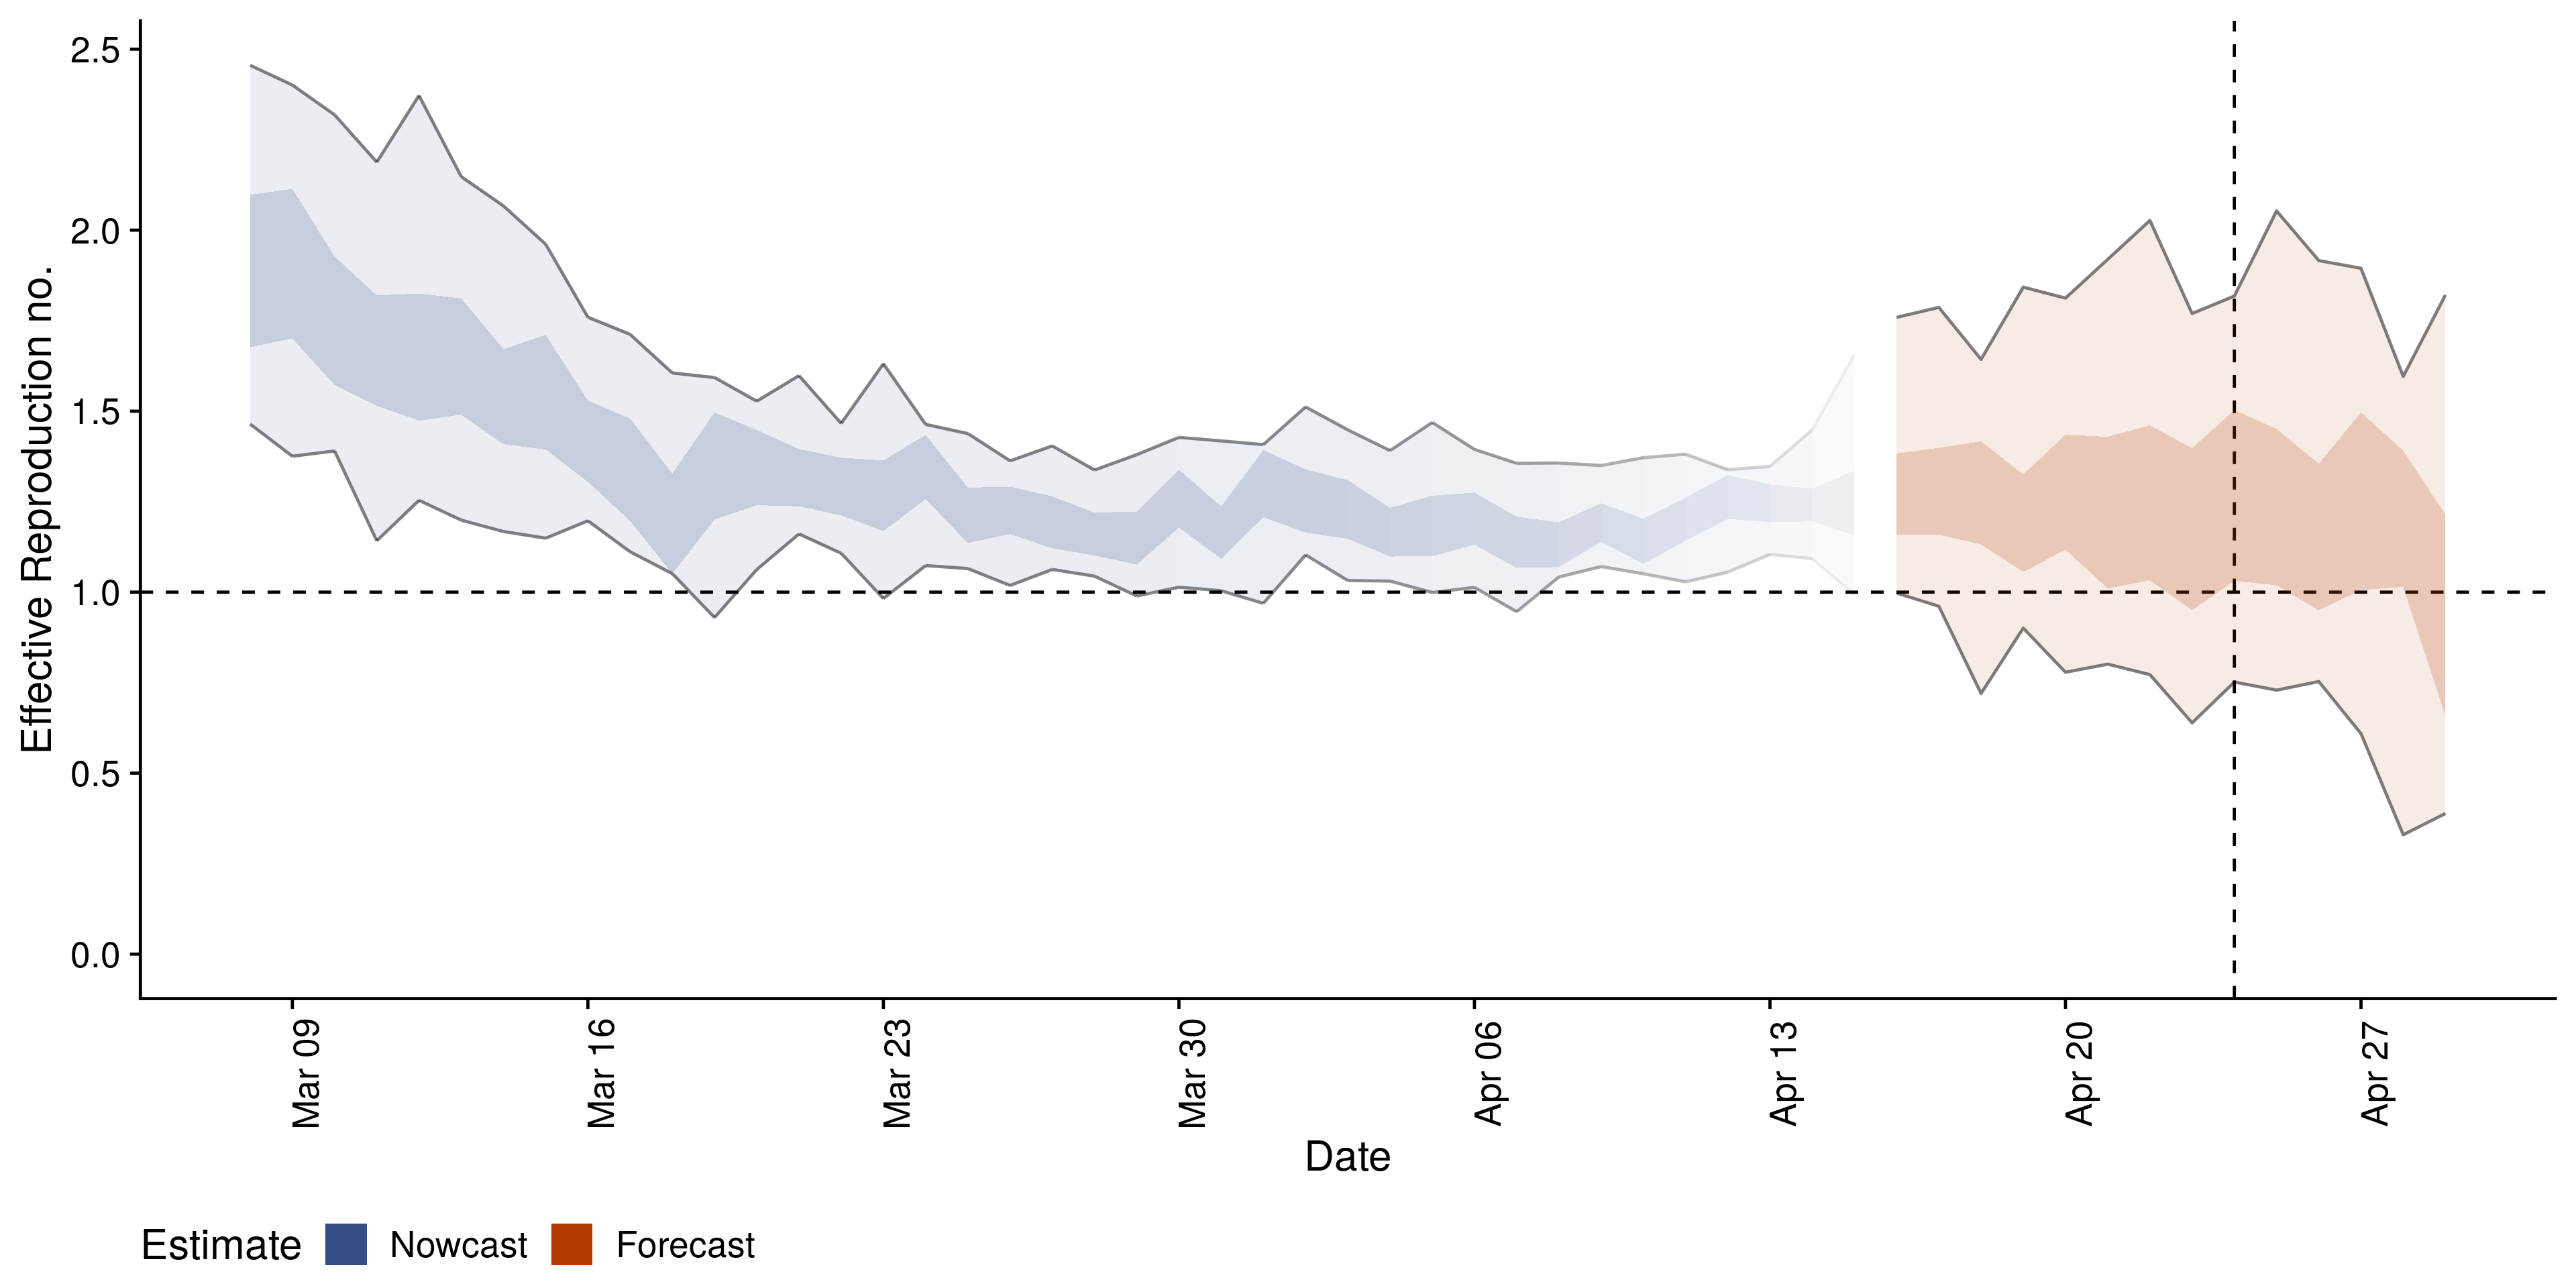 Effective Reproduction no.
2.5
2.0
1.5
1.0
0.5
0.0
Mar 09
Mar 16
Mar 23
Mar 30
Apr 06
Apr 13
Apr 20
Apr 27
Date
Estimate Nowcast Forecast